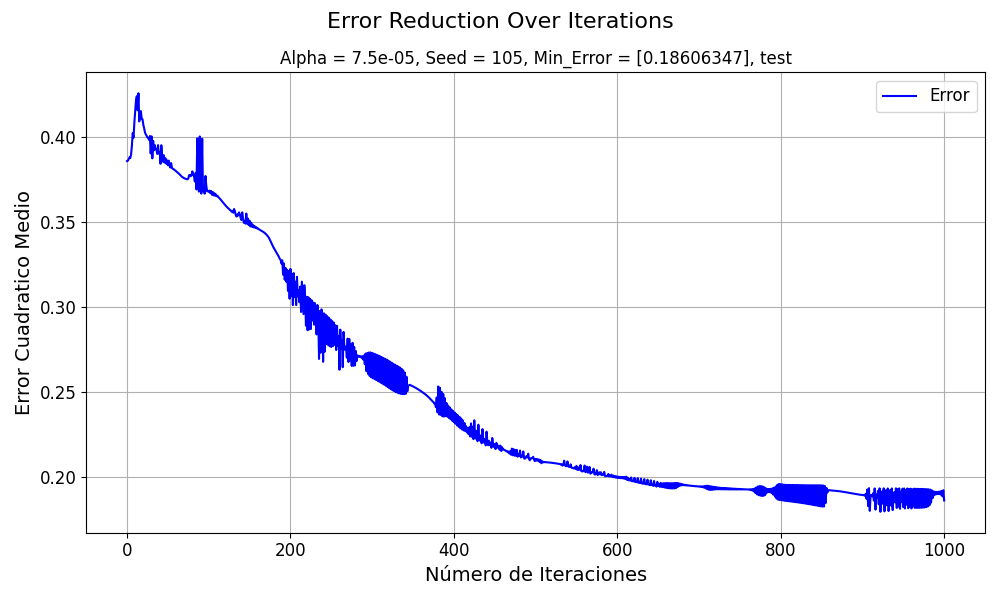 Error Reduction Over Iterations
Alpha = 7.5e-05, Seed = 105, Min_Error = [0.18606347], test
Error
0.40
0.35
0.30
0.25
0.20
Error Cuadratico Medio
0 200 400 600 800 1000
Número de Iteraciones